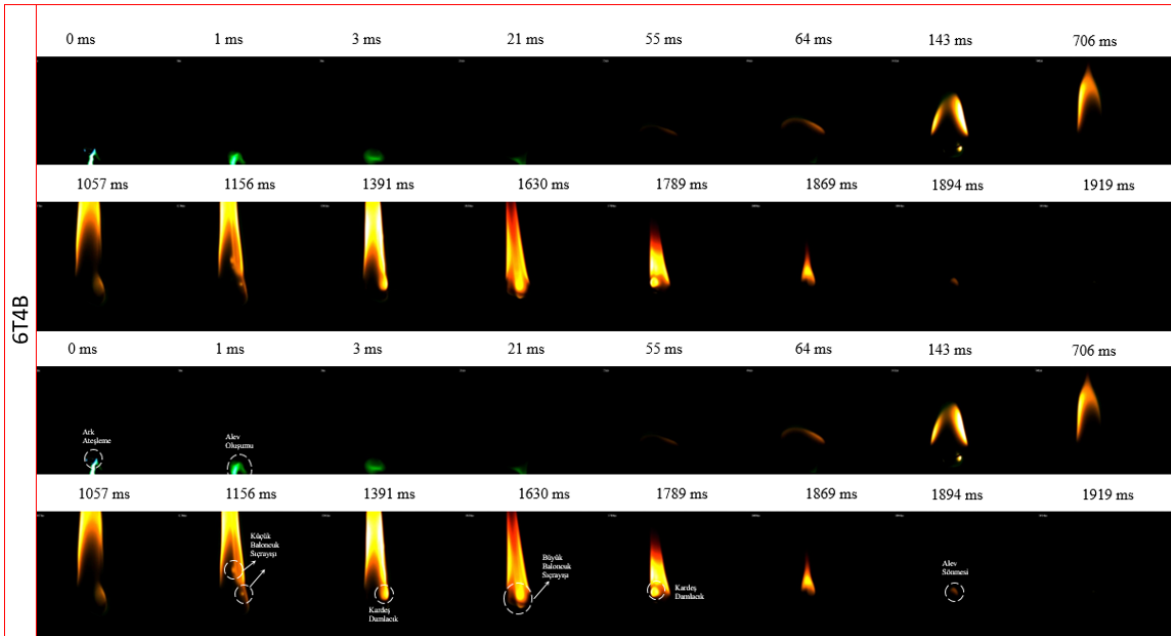 6T4B
0 ms 1 ms 3 ms 21 ms 55 ms 64 ms 143 ms 706 ms
1057 ms 1156 ms 1391 ms 1630 ms 1789 ms 1869 ms 1894 ms 1919 ms
0 ms 1 ms 3 ms 21 ms 55 ms 64 ms 143 ms 706 ms
Ark
Ateşleme
Alev
Oluşumu
1057 ms 1156 ms 1391 ms 1630 ms 1789 ms 1869 ms 1894 ms 1919 ms
Küçük
Baloncuk
Sıçrayışı
Kardeş
Damlacık
Büyük
Baloncuk
Sıçrayışı
Kardeş
Damlacık
Alev
Sönmesi